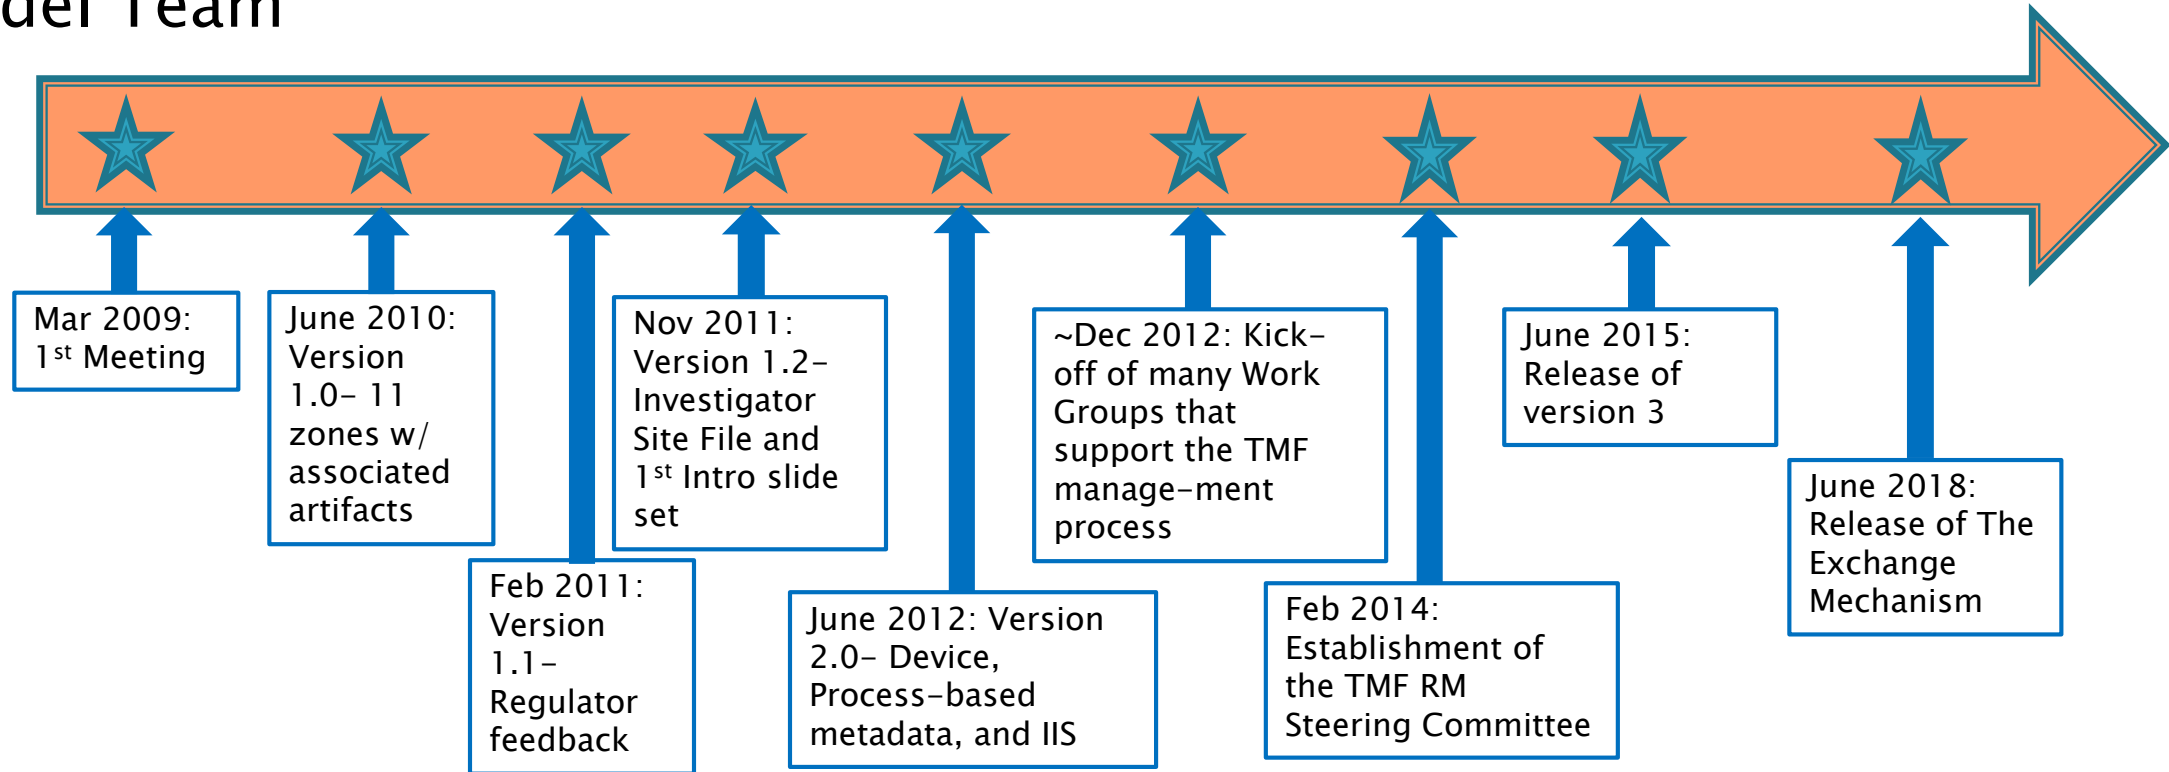 del Team
Mar 2009:
1st Meeting
June 2010:
Version
1.0– 11
zones w/
associated
artifacts
Feb 2011:
Version
1.1–
Regulator
feedback
Nov 2011:
Version 1.2–
Investigator
Site File and
1st Intro slide
set
June 2012: Version
2.0– Device,
Process–based
metadata, and IIS
~Dec 2012: Kick–
off of many Work
Groups that
support the TMF
manage–ment
process
Feb 2014:
Establishment of
the TMF RM
Steering Committee
June 2015:
Release of
version 3
June 2018:
Release of The
Exchange
Mechanism